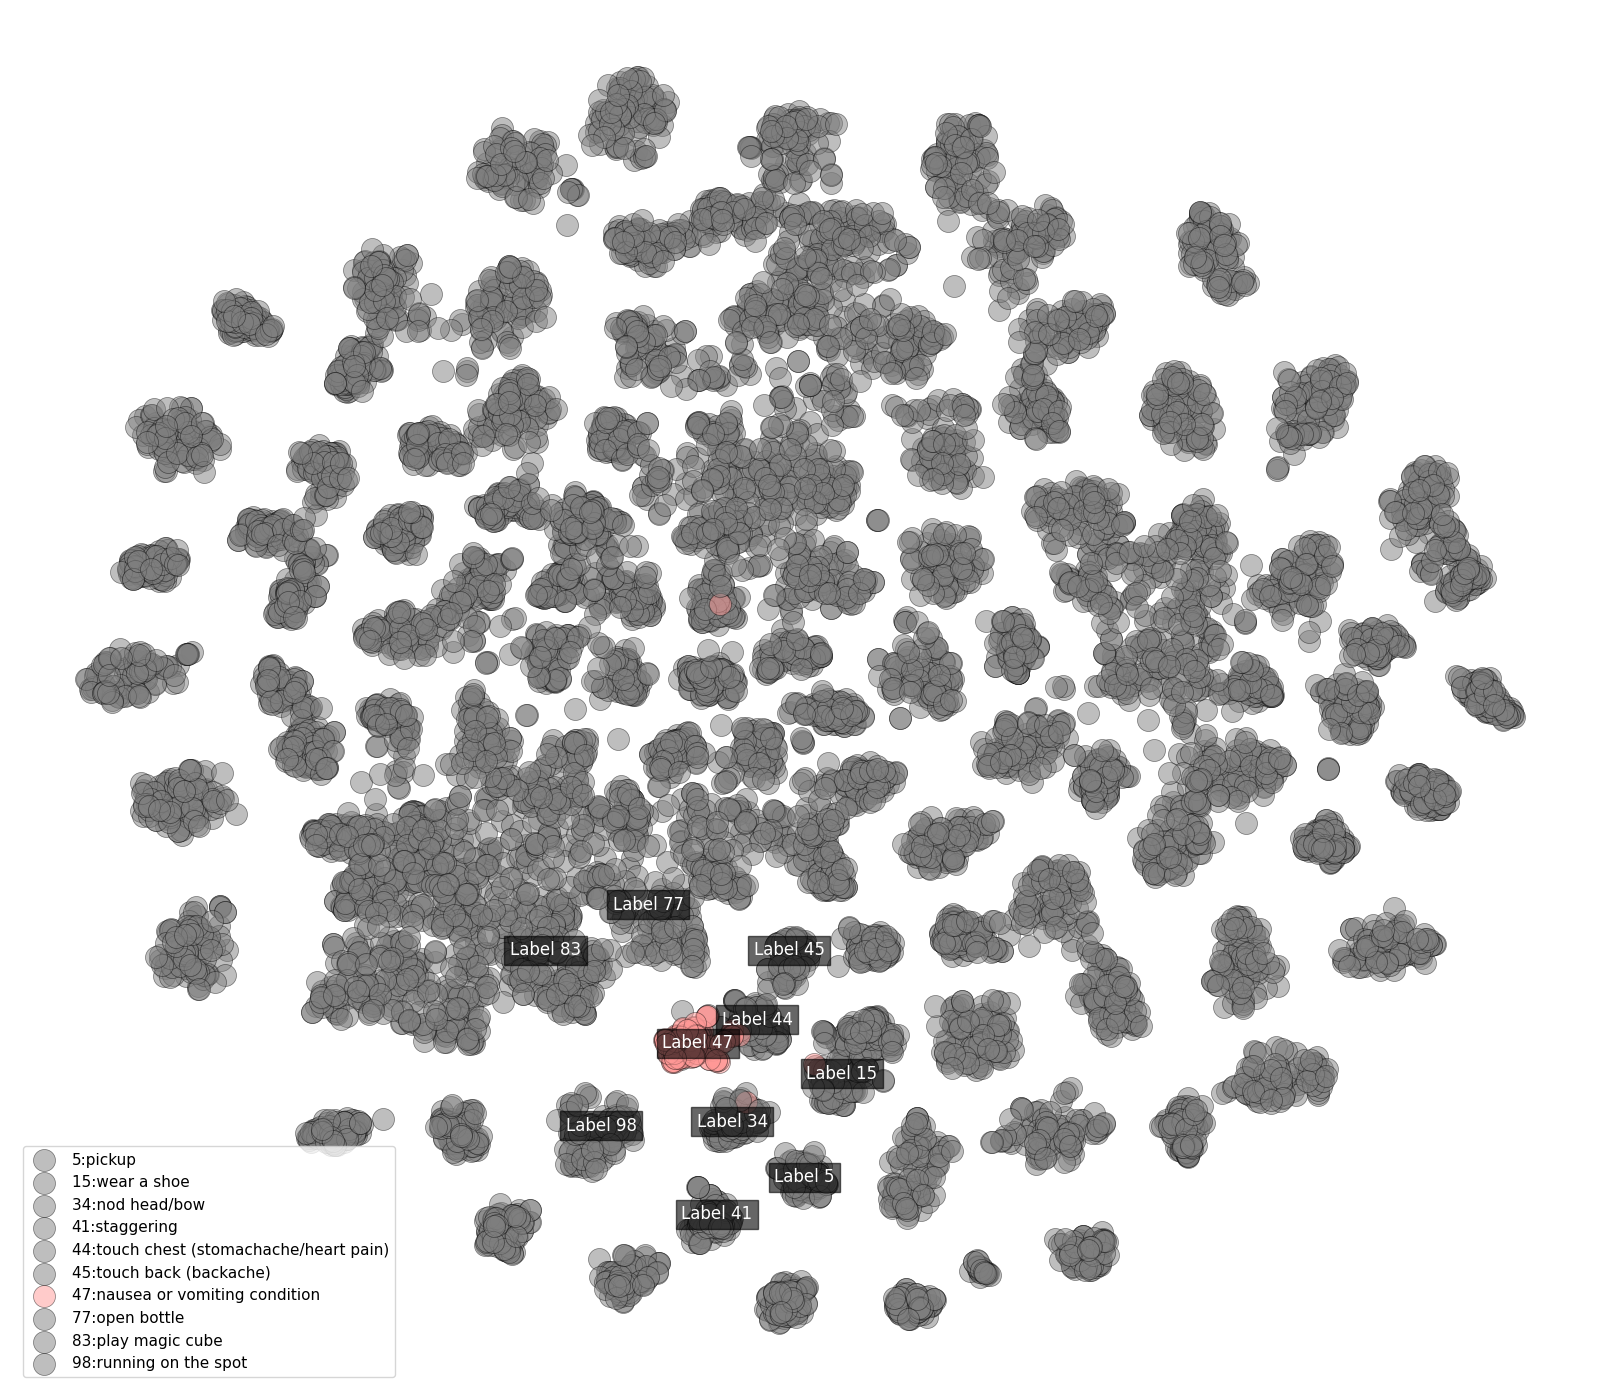 Label 77
Label 83
Label 45
Label 44
Label 47
Label 15
Label 34
Label 98
Label 5
Label 41
5:pickup
15:wear a shoe
34:nod head/bow
41:staggering
44:touch chest (stomachache/heart pain)
45:touch back (backache)
47:nausea or vomiting condition
77:open bottle
83:play magic cube
98:running on the spot